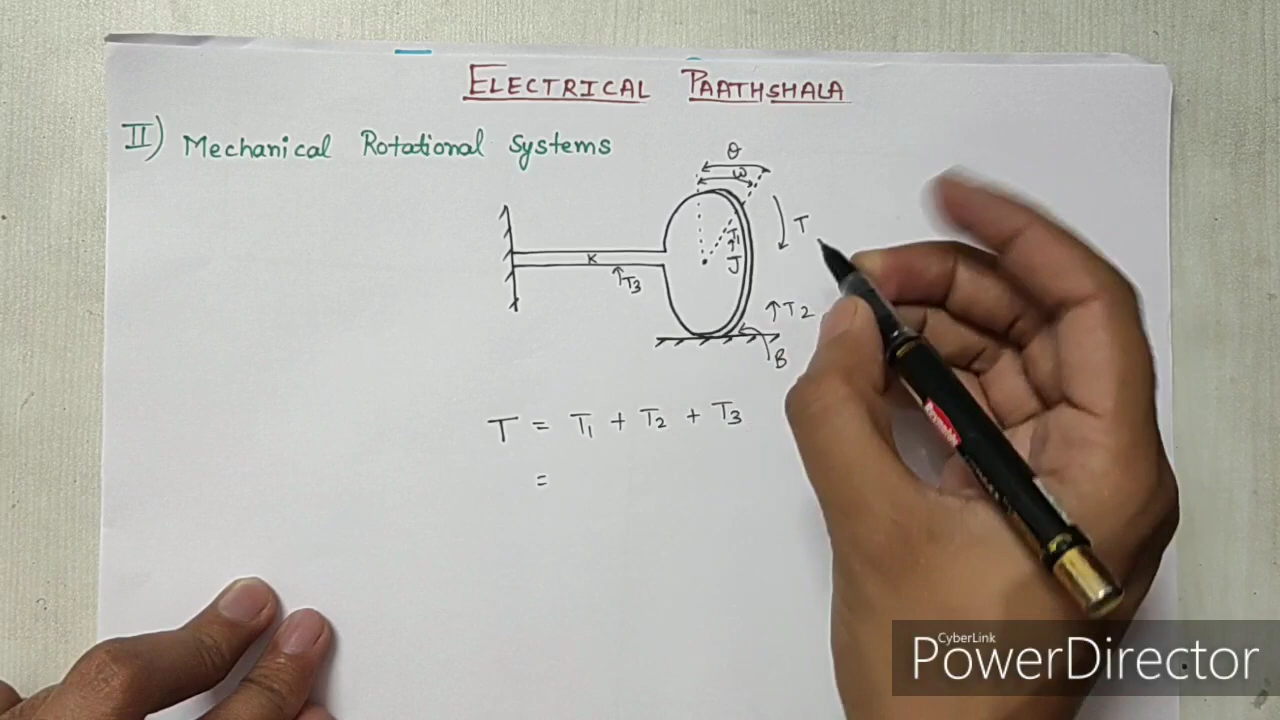 ELECTRICAL PAATHSHALA
II) Mechanical Rotational Systems
θ
ω
T
T1
J
K
T3
T2
B
T = T1 + T2 + T3
=
CyberLink
PowerDirector